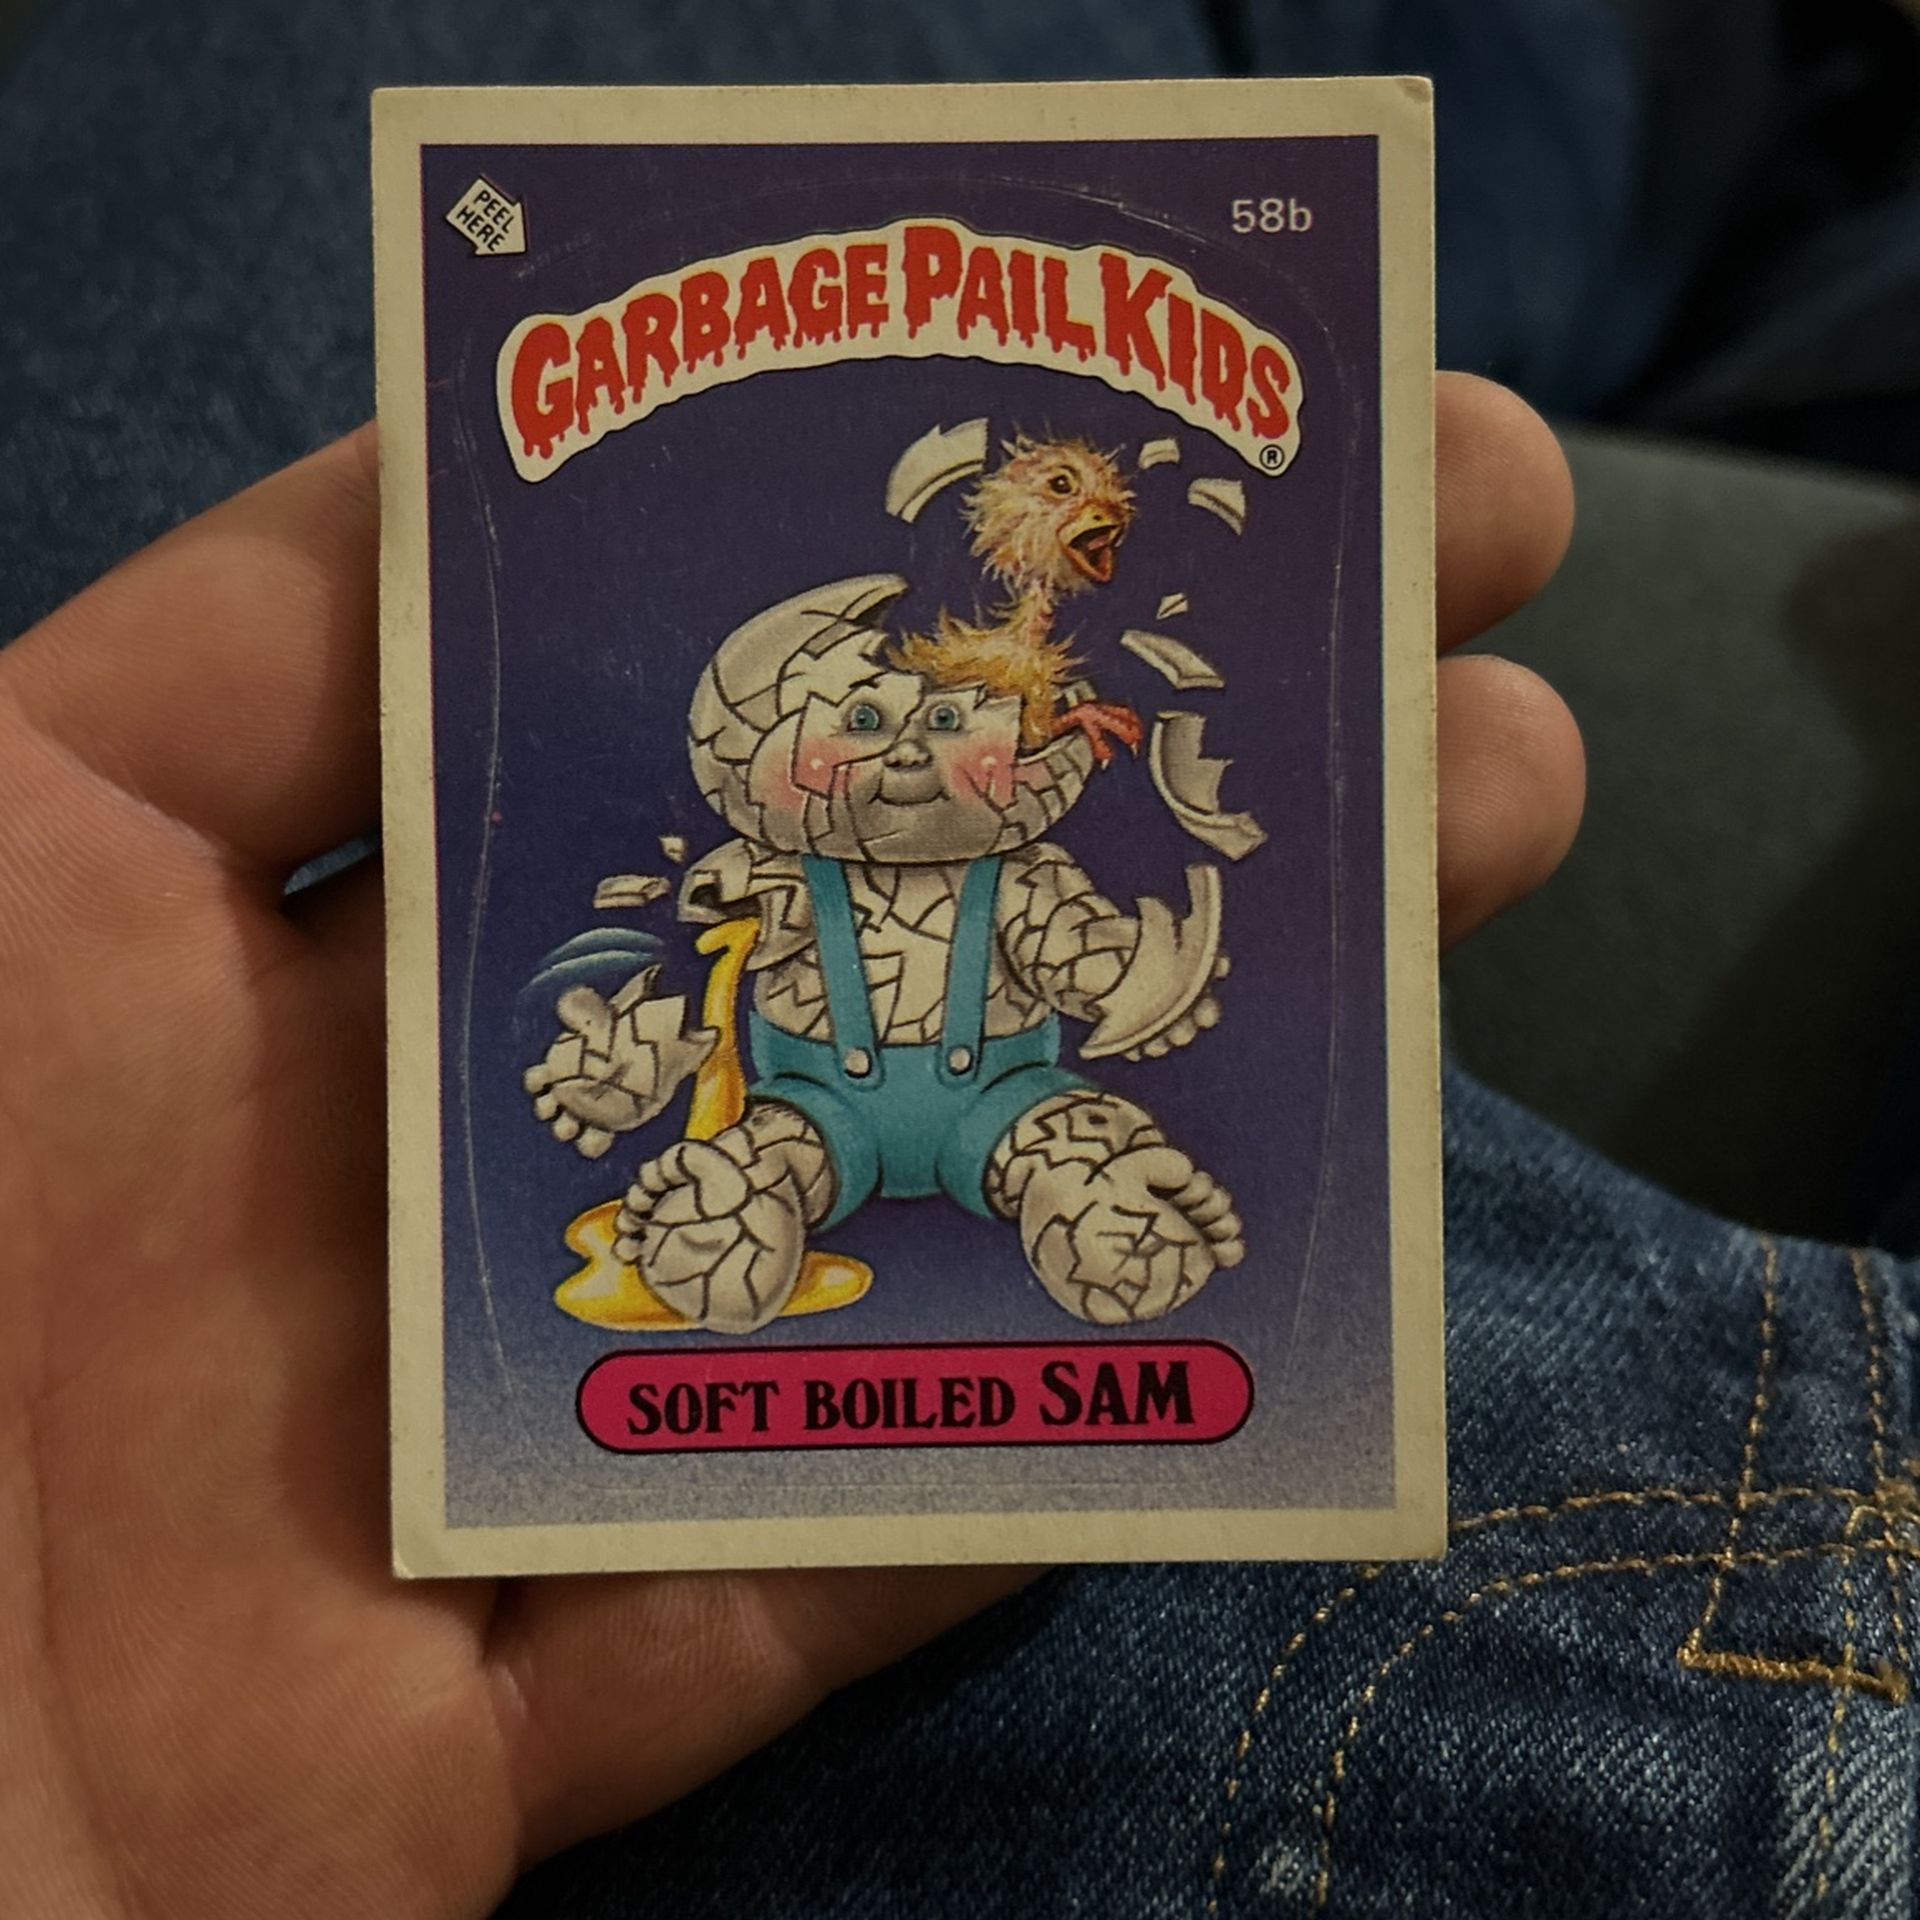 PEEL
HERE
58b
GARBAGE PAIL KIDS
®
SOFT BOILED SAM